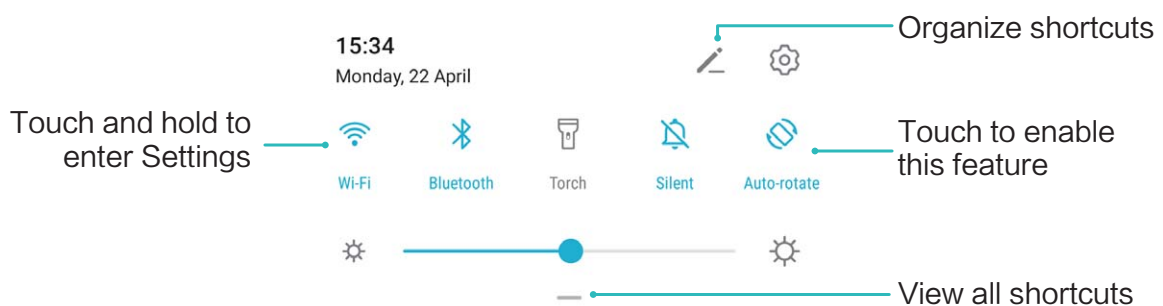 Organize shortcuts
15:34
Monday, 22 April
Touch and hold to
enter Settings
Touch to enable
this feature
Wi-Fi
Bluetooth
Torch
Silent
Auto-rotate
View all shortcuts